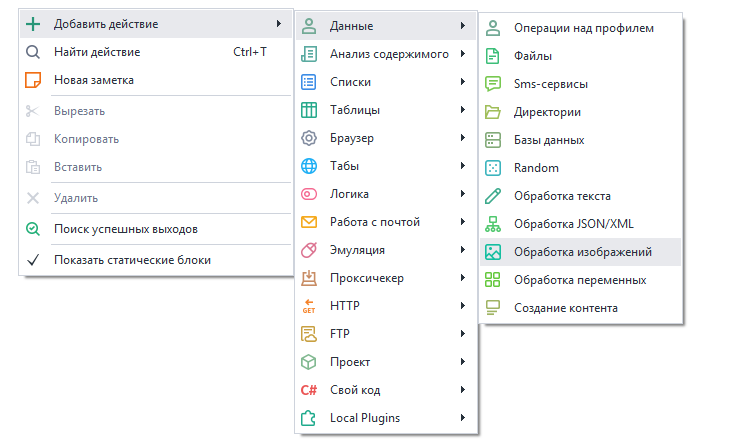 Добавить действие
Найти действие Ctrl+T
Новая заметка
Вырезать
Копировать
Вставить
Удалить
Поиск успешных выходов
Показать статические блоки
Данные
Анализ содержимого
Списки
Таблицы
Браузер
Табы
Логика
Работа с почтой
Эмуляция
Проксичекер
GET HTTP
FTP
Проект
C# Свой код
Local Plugins
Операции над профилем
Файлы
Sms-сервисы
Директории
Базы данных
Random
Обработка текста
Обработка JSON/XML
Обработка изображений
Обработка переменных
Создание контента